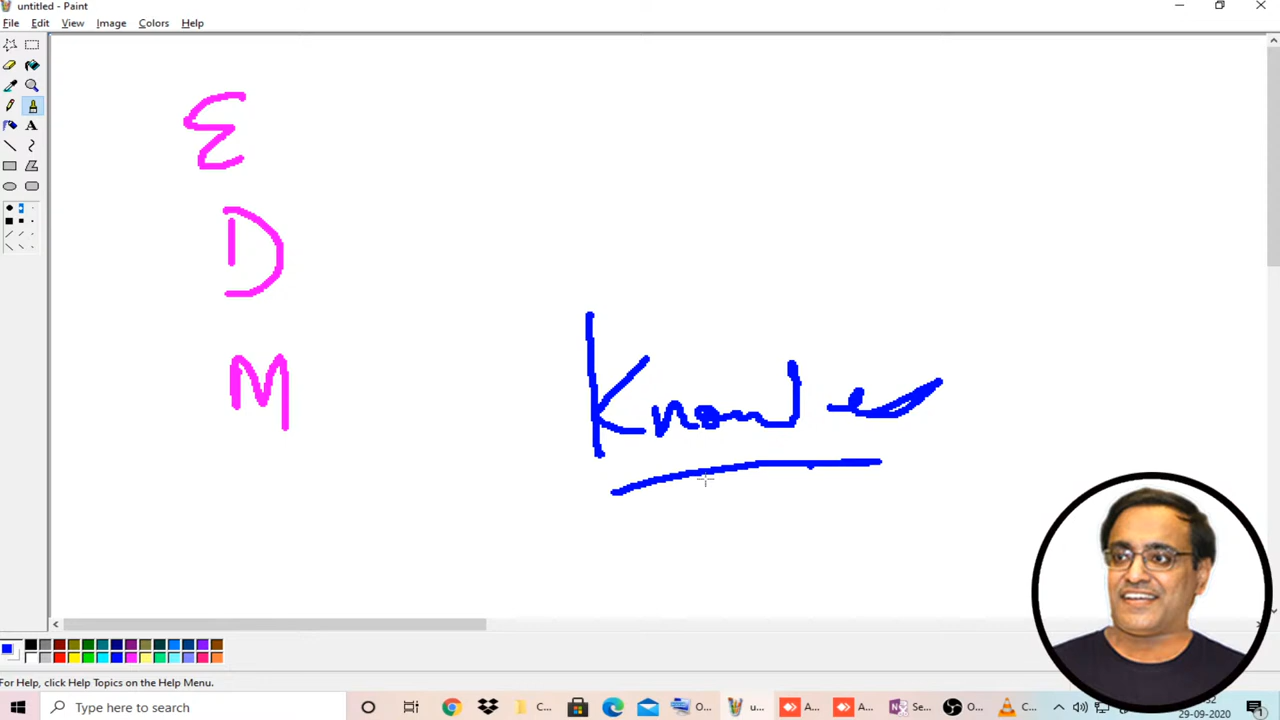 untitled - Paint
File Edit View Image Colors Help
E
D
M
For Help, click Help Topics on the Help Menu.
Type here to search
C...
O...
u...
A...
A...
Se...
O...
C...
29-09-2020